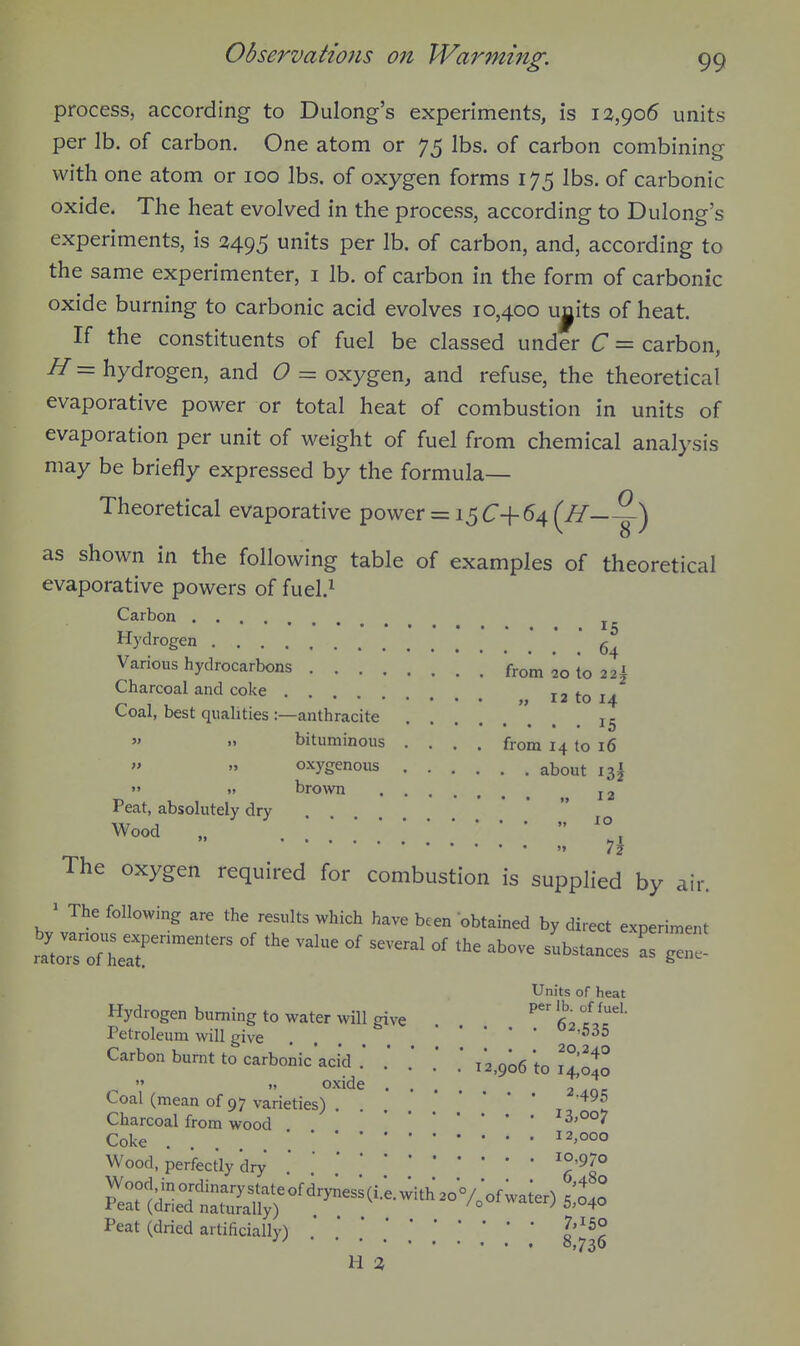 Observations on Warming. 99
process, according to Dulong's experiments, is 12,906 units
per lb. of carbon. One atom or 75 lbs. of carbon combining
with one atom or 100 lbs. of oxygen forms 175 lbs. of carbonic
oxide. The heat evolved in the process, according to Dulong's
experiments, is 2495 units per lb. of carbon, and, according to
the same experimenter, 1 lb. of carbon in the form of carbonic
oxide burning to carbonic acid evolves 10,400 units of heat.
If the constituents of fuel be classed under C = carbon,
H = hydrogen, and O = oxygen, and refuse, the theoretical
evaporative power or total heat of combustion in units of
evaporation per unit of weight of fuel from chemical analysis
may be briefly expressed by the formula—
Theoretical evaporative power = 15 C + 64 (H — O/8)
as shown in the following table of examples of theoretical
evaporative powers of fuel.¹
Carbon . . . . . . . . . . . . . . . 15
Hydrogen . . . . . . . . . . . . . . 64
Various hydrocarbons . . . . . . . . from 20 to 22½
Charcoal and coke . . . . . . . . . „ 12 to 14
Coal, best qualities :—anthracite . . . . . . . . 15
„ „ bituminous . . . . from 14 to 16
„ „ oxygenous . . . . . . about 13½
„ „ brown . . . . . . . „ 12
Peat, absolutely dry . . . . . . . . . . „ 10
Wood „ . . . . . . . . . . . . „ 7½
The oxygen required for combustion is supplied by air.
¹ The following are the results which have been obtained by direct experiment
by various experimenters of the value of several of the above substances as gene-
rators of heat.
Units of heat
per lb. of fuel.
Hydrogen burning to water will give . . . . . . 62.535
Petroleum will give . . . . . . . . . . 20,240
Carbon burnt to carbonic acid . . . . . 12,906 to 14,040
„ „ oxide . . . . . . . . 2.495
Coal (mean of 97 varieties) . . . . . . . . 13,007
Charcoal from wood . . . . . . . . . . 12,000
Coke . . . . . . . . . . . . . 10,970
Wood, perfectly dry . . . . . . . . . . 6,480
Wood, in ordinary state of dryness (i.e. with 20 % of water) 5,040
Peat (dried naturally) . . . . . . . . . 7,150
Peat (dried artificially) . . . . . . . . . 8,736
H 2